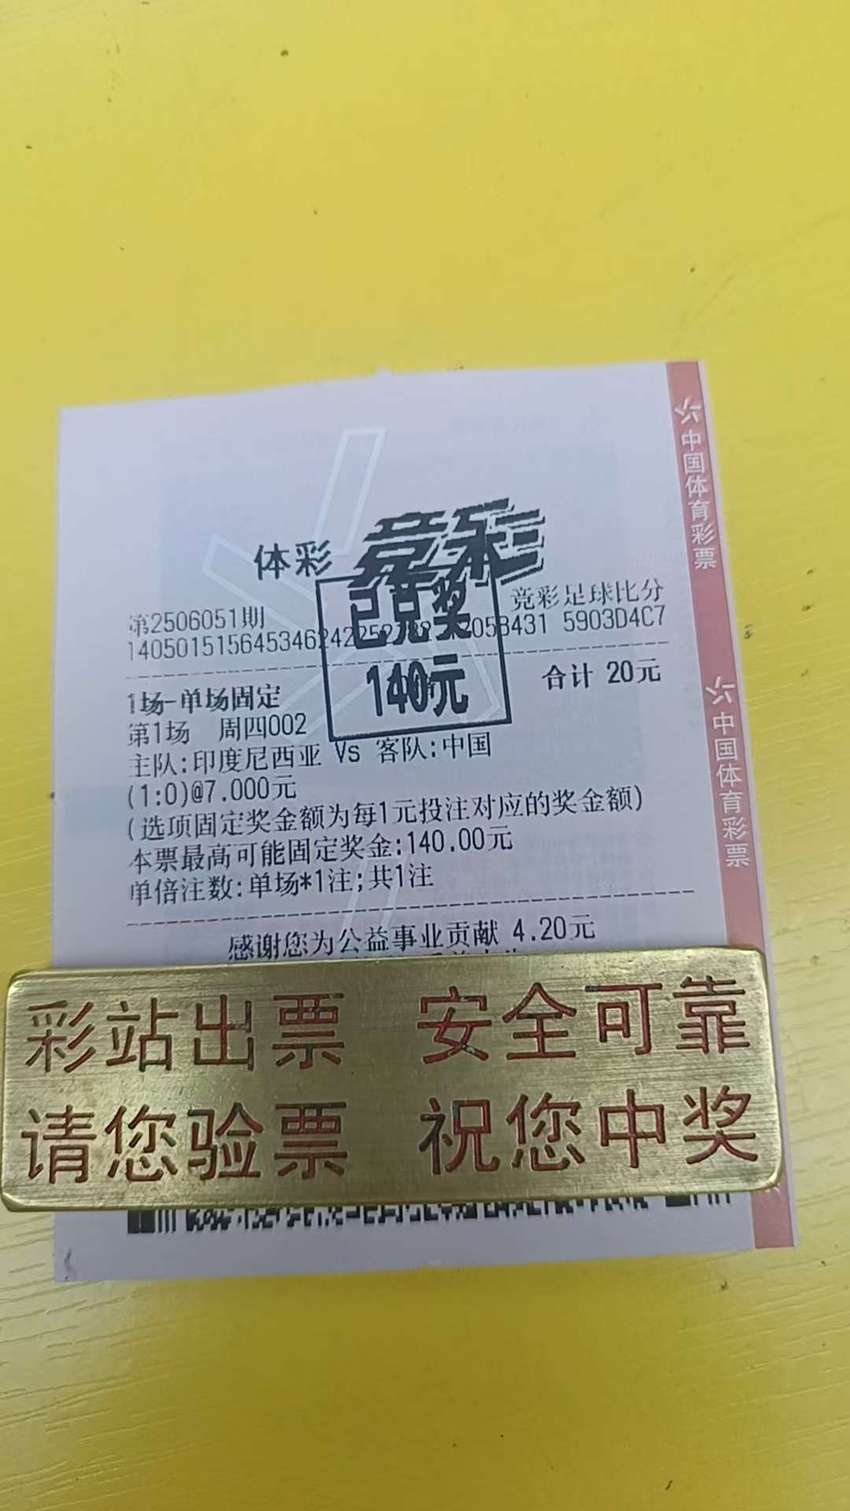 体彩 竞彩
已兑奖
140元
第2506051期 竞彩足球比分
5903D4C7
1场-单场固定 合计 20元
第1场 周四002
主队:印度尼西亚 Vs 客队:中国
(1:0)@7.000元
(选项固定奖金额为每1元投注对应的奖金额)
本票最高可能固定奖金:140.00元
单倍注数:单场*1注;共1注
感谢您为公益事业贡献 4.20元
彩站出票 安全可靠
请您验票 祝您中奖
中国体育彩票
中国体育彩票